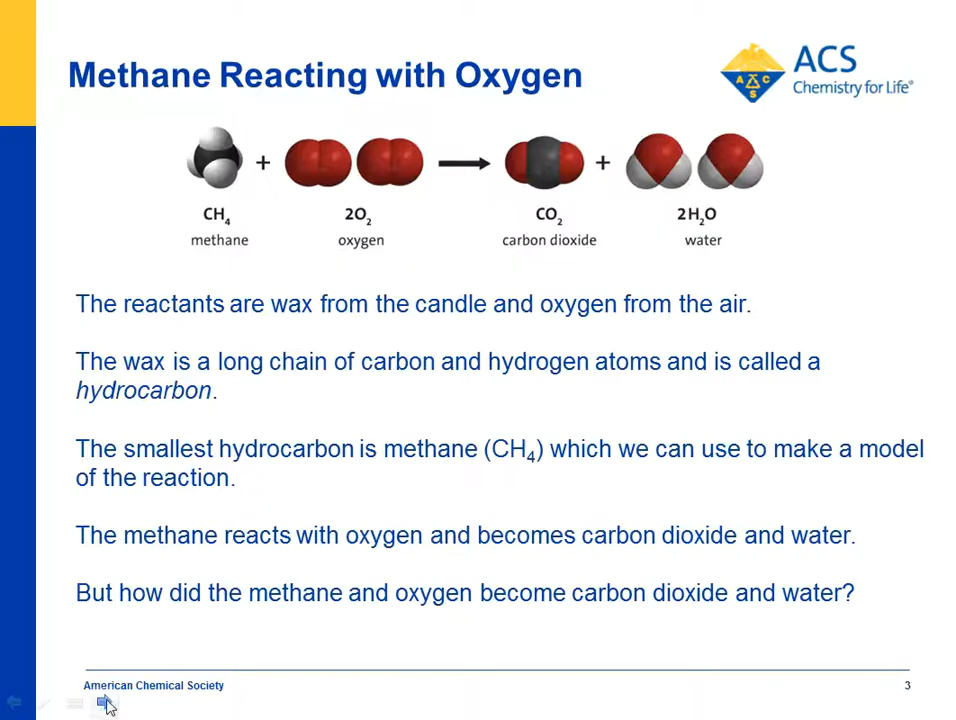 Methane Reacting with Oxygen
ACS
Chemistry for Life®
A C S
+ + 
CH₄ 2O₂ CO₂ 2H₂O
methane oxygen carbon dioxide water
The reactants are wax from the candle and oxygen from the air.
The wax is a long chain of carbon and hydrogen atoms and is called a
hydrocarbon.
The smallest hydrocarbon is methane (CH₄) which we can use to make a model
of the reaction.
The methane reacts with oxygen and becomes carbon dioxide and water.
But how did the methane and oxygen become carbon dioxide and water?
American Chemical Society 3